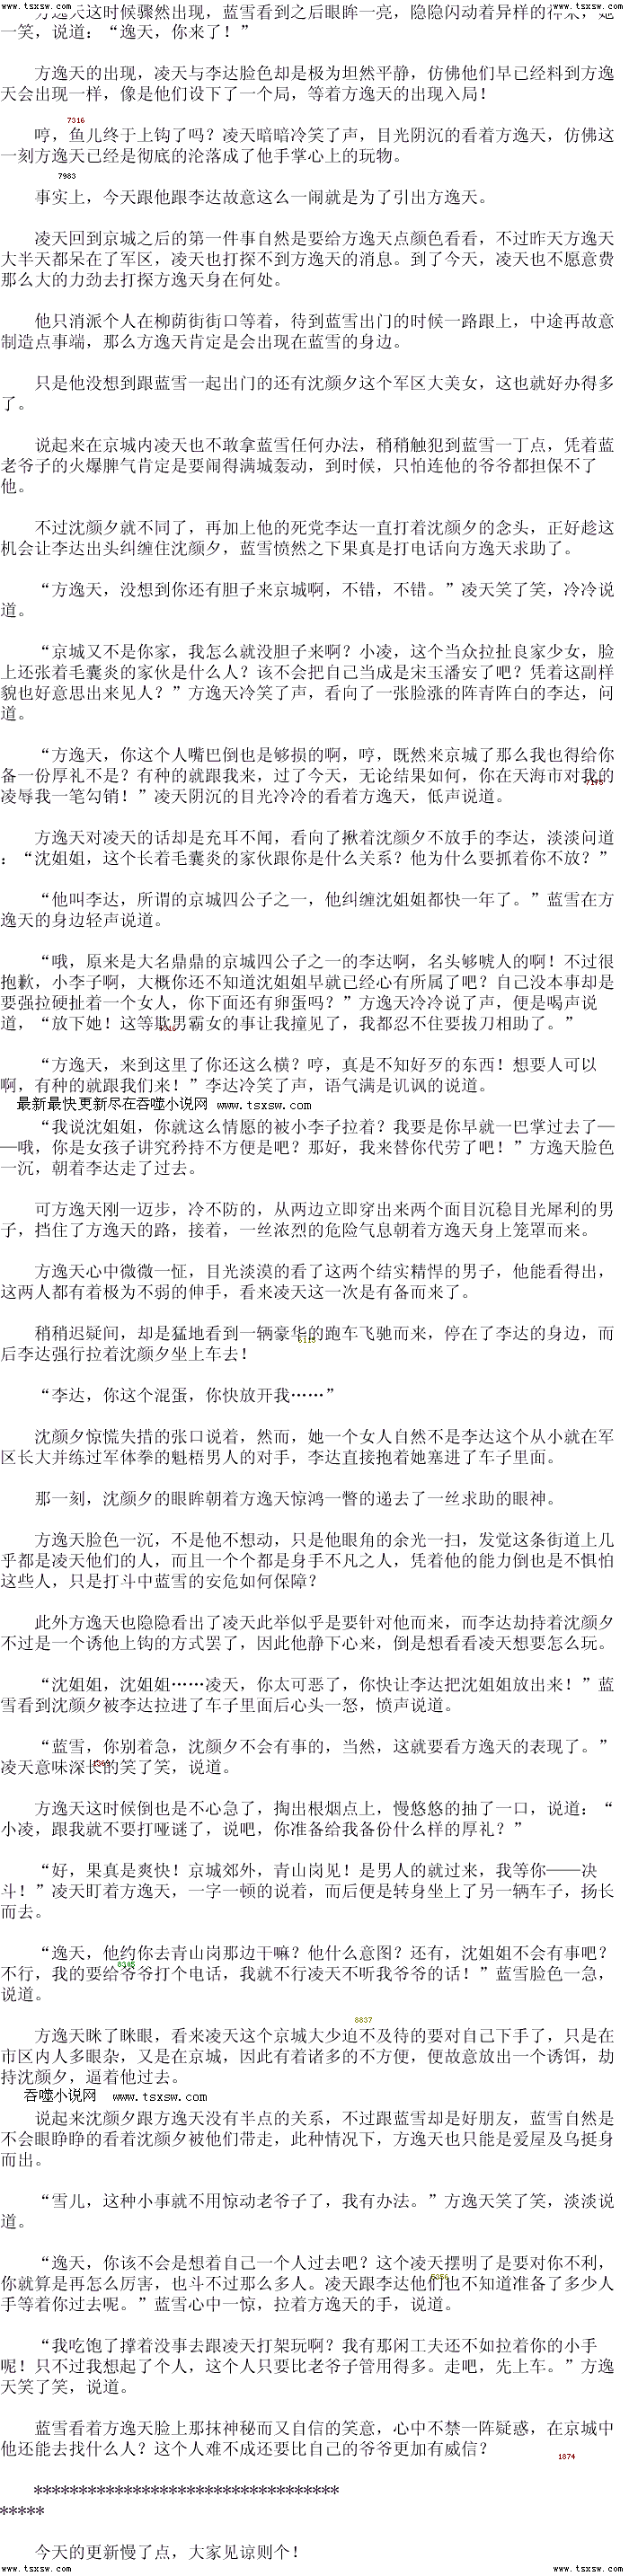 www.tsxsw.com www.tsxsw.com
方逸天这时候骤然出现，蓝雪看到之后眼眸一亮，隐隐闪动着异样的神采，她
一笑，说道：“逸天，你来了！”
方逸天的出现，凌天与李达脸色却是极为坦然平静，仿佛他们早已经料到方逸
天会出现一样，像是他们设下了一个局，等着方逸天的出现入局！
7316
哼，鱼儿终于上钩了吗？凌天暗暗冷笑了声，目光阴沉的看着方逸天，仿佛这
一刻方逸天已经是彻底的沦落成了他手掌心上的玩物。
7983
事实上，今天跟他跟李达故意这么一闹就是为了引出方逸天。
凌天回到京城之后的第一件事自然是要给方逸天点颜色看看，不过昨天方逸天
大半天都呆在了军区，凌天也打探不到方逸天的消息。到了今天，凌天也不愿意费
那么大的力劲去打探方逸天身在何处。
他只消派个人在柳荫街街口等着，待到蓝雪出门的时候一路跟上，中途再故意
制造点事端，那么方逸天肯定是会出现在蓝雪的身边。
只是他没想到跟蓝雪一起出门的还有沈颜夕这个军区大美女，这也就好办得多
了。
说起来在京城内凌天也不敢拿蓝雪任何办法，稍稍触犯到蓝雪一丁点，凭着蓝
老爷子的火爆脾气肯定是要闹得满城轰动，到时候，只怕连他的爷爷都担保不了
他。
不过沈颜夕就不同了，再加上他的死党李达一直打着沈颜夕的念头，正好趁这
机会让李达出头纠缠住沈颜夕，蓝雪愤然之下果真是打电话向方逸天求助了。
“方逸天，没想到你还有胆子来京城啊，不错，不错。”凌天笑了笑，冷冷说
道。
“京城又不是你家，我怎么就没胆子来啊？小凌，这个当众拉扯良家少女，脸
上还张着毛囊炎的家伙是什么人？该不会把自己当成是宋玉潘安了吧？凭着这副样
貌也好意思出来见人？”方逸天冷笑了声，看向了一张脸涨的阵青阵白的李达，问
道。
“方逸天，你这个人嘴巴倒也是够损的啊，哼，既然来京城了那么我也得给你
备一份厚礼不是？有种的就跟我来，过了今天，无论结果如何，你在天海市对我的
凌辱我一笔勾销！”凌天阴沉的目光冷冷的看着方逸天，低声说道。
方逸天对凌天的话却是充耳不闻，看向了揪着沈颜夕不放手的李达，淡淡问道
：“沈姐姐，这个长着毛囊炎的家伙跟你是什么关系？他为什么要抓着你不放？”
“他叫李达，所谓的京城四公子之一，他纠缠沈姐姐都快一年了。”蓝雪在方
逸天的身边轻声说道。
“哦，原来是大名鼎鼎的京城四公子之一的李达啊，名头够唬人的啊！不过很
抱歉，小李子啊，大概你还不知道沈姐姐早就已经心有所属了吧？自己没本事却是
要强拉硬扯着一个女人，你下面还有卵蛋吗？”方逸天冷冷说了声，便是喝声说
道，“放下她！这等欺男霸女的事让我撞见了，我都忍不住要拔刀相助了。”
“方逸天，来到这里了你还这么横？哼，真是不知好歹的东西！想要人可以
啊，有种的就跟我们来！”李达冷笑了声，语气满是讥讽的说道。
最新最快更新尽在吞噬小说网 www.tsxsw.com
“我说沈姐姐，你就这么情愿的被小李子拉着？我要是你早就一巴掌过去了—
—哦，你是女孩子讲究矜持不方便是吧？那好，我来替你代劳了吧！”方逸天脸色
一沉，朝着李达走了过去。
可方逸天刚一迈步，冷不防的，从两边立即穿出来两个面目沉稳目光犀利的男
子，挡住了方逸天的路，接着，一丝浓烈的危险气息朝着方逸天身上笼罩而来。
方逸天心中微微一怔，目光淡漠的看了这两个结实精悍的男子，他能看得出，
这两人都有着极为不弱的伸手，看来凌天这一次是有备而来了。
稍稍迟疑间，却是猛地看到一辆豪华的跑车飞驰而来，停在了李达的身边，而
后李达强行拉着沈颜夕坐上车去！
“李达，你这个混蛋，你快放开我……”
沈颜夕惊慌失措的张口说着，然而，她一个女人自然不是李达这个从小就在军
区长大并练过军体拳的魁梧男人的对手，李达直接抱着她塞进了车子里面。
那一刻，沈颜夕的眼眸朝着方逸天惊鸿一瞥的递去了一丝求助的眼神。
方逸天脸色一沉，不是他不想动，只是他眼角的余光一扫，发觉这条街道上几
乎都是凌天他们的人，而且一个个都是身手不凡之人，凭着他的能力倒也是不惧怕
这些人，只是打斗中蓝雪的安危如何保障？
此外方逸天也隐隐看出了凌天此举似乎是要针对他而来，而李达劫持着沈颜夕
不过是一个诱他上钩的方式罢了，因此他静下心来，倒是想看看凌天想要怎么玩。
“沈姐姐，沈姐姐……凌天，你太可恶了，你快让李达把沈姐姐放出来！”蓝
雪看到沈颜夕被李达拉进了车子里面后心头一怒，愤声说道。
“蓝雪，你别着急，沈颜夕不会有事的，当然，这就要看方逸天的表现了。”
凌天意味深长的笑了笑，说道。
方逸天这时候倒也是不心急了，掏出根烟点上，慢悠悠的抽了一口，说道：“
小凌，跟我就不要打哑谜了，说吧，你准备给我备份什么样的厚礼？”
“好，果真是爽快！京城郊外，青山岗见！是男人的就过来，我等你——决
斗！”凌天盯着方逸天，一字一顿的说着，而后便是转身坐上了另一辆车子，扬长
而去。
“逸天，他约你去青山岗那边干嘛？他什么意图？还有，沈姐姐不会有事吧？
不行，我的要给爷爷打个电话，我就不行凌天不听我爷爷的话！”蓝雪脸色一急，
说道。
8837
方逸天眯了眯眼，看来凌天这个京城大少迫不及待的要对自己下手了，只是在
市区内人多眼杂，又是在京城，因此有着诸多的不方便，便故意放出一个诱饵，劫
持沈颜夕，逼着他过去。
吞噬小说网 www.tsxsw.com
说起来沈颜夕跟方逸天没有半点的关系，不过跟蓝雪却是好朋友，蓝雪自然是
不会眼睁睁的看着沈颜夕被他们带走，此种情况下，方逸天也只能是爱屋及乌挺身
而出。
“雪儿，这种小事就不用惊动老爷子了，我有办法。”方逸天笑了笑，淡淡说
道。
“逸天，你该不会是想着自己一个人过去吧？这个凌天摆明了是要对你不利，
你就算是再怎么厉害，也斗不过那么多人。凌天跟李达他们也不知道准备了多少人
手等着你过去呢。”蓝雪心中一惊，拉着方逸天的手，说道。
“我吃饱了撑着没事去跟凌天打架玩啊？我有那闲工夫还不如拉着你的小手
呢！只不过我想起了个人，这个人只要比老爷子管用得多。走吧，先上车。”方逸
天笑了笑，说道。
蓝雪看着方逸天脸上那抹神秘而又自信的笑意，心中不禁一阵疑惑，在京城中
他还能去找什么人？这个人难不成还要比自己的爷爷更加有威信？
1874
**********************************
*****
今天的更新慢了点，大家见谅则个！
www.tsxsw.com www.tsxsw.com